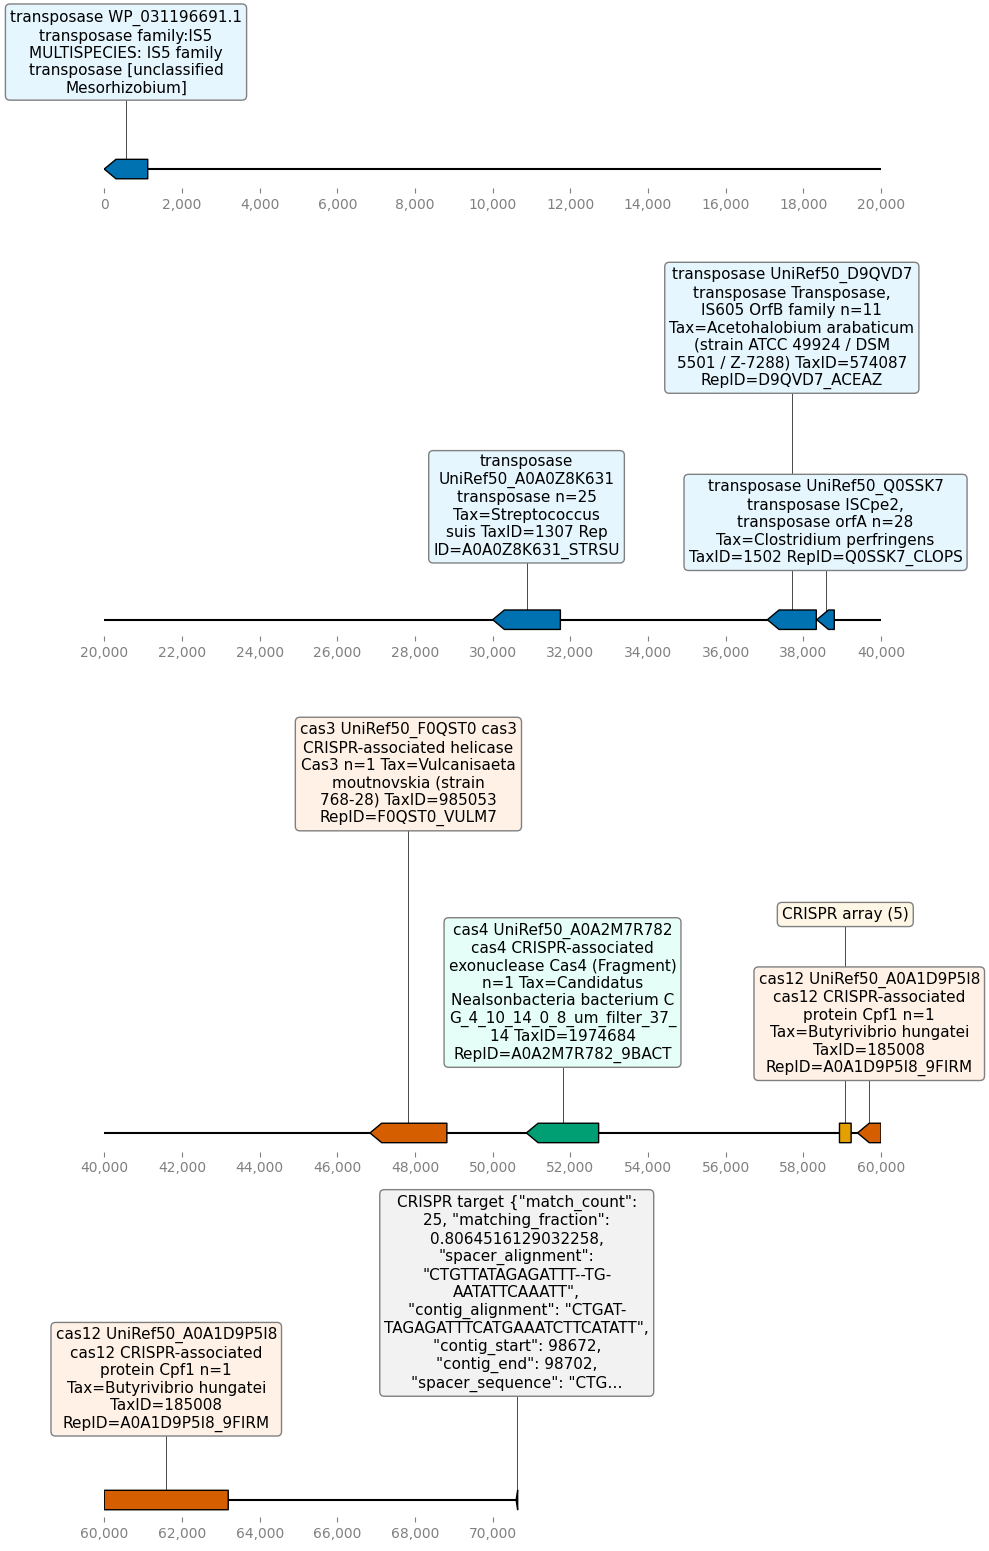 transposase WP_031196691.1
transposase family:IS5
MULTISPECIES: IS5 family
transposase [unclassified
Mesorhizobium]
0
2,000
4,000
6,000
8,000
10,000
12,000
14,000
16,000
18,000
20,000
transposase UniRef50_D9QVD7
transposase Transposase,
IS605 OrfB family n=11
Tax=Acetohalobium arabaticum
(strain ATCC 49924 / DSM
5501 / Z-7288) TaxID=574087
RepID=D9QVD7_ACEAZ
transposase
UniRef50_A0A0Z8K631
transposase n=25
Tax=Streptococcus
suis TaxID=1307 Rep
ID=A0A0Z8K631_STRSU
transposase UniRef50_Q0SSK7
transposase ISCpe2,
transposase orfA n=28
Tax=Clostridium perfringens
TaxID=1502 RepID=Q0SSK7_CLOPS
20,000
22,000
24,000
26,000
28,000
30,000
32,000
34,000
36,000
38,000
40,000
cas3 UniRef50_F0QST0 cas3
CRISPR-associated helicase
Cas3 n=1 Tax=Vulcanisaeta
moutnovskia (strain
768-28) TaxID=985053
RepID=F0QST0_VULM7
cas4 UniRef50_A0A2M7R782
cas4 CRISPR-associated
exonuclease Cas4 (Fragment)
n=1 Tax=Candidatus
Nealsonbacteria bacterium C
G_4_10_14_0_8_um_filter_37_
14 TaxID=1974684
RepID=A0A2M7R782_9BACT
CRISPR array (5)
cas12 UniRef50_A0A1D9P5I8
cas12 CRISPR-associated
protein Cpf1 n=1
Tax=Butyrivibrio hungatei
TaxID=185008
RepID=A0A1D9P5I8_9FIRM
40,000
42,000
44,000
46,000
48,000
50,000
52,000
54,000
56,000
58,000
60,000
CRISPR target {"match_count":
25, "matching_fraction":
0.8064516129032258,
"spacer_alignment":
"CTGTTATAGAGATTT--TG-
AATATTCAAATT",
"contig_alignment": "CTGAT-
TAGAGATTTCATGAAATCTTCATATT",
"contig_start": 98672,
"contig_end": 98702,
"spacer_sequence": "CTG...
cas12 UniRef50_A0A1D9P5I8
cas12 CRISPR-associated
protein Cpf1 n=1
Tax=Butyrivibrio hungatei
TaxID=185008
RepID=A0A1D9P5I8_9FIRM
60,000
62,000
64,000
66,000
68,000
70,000